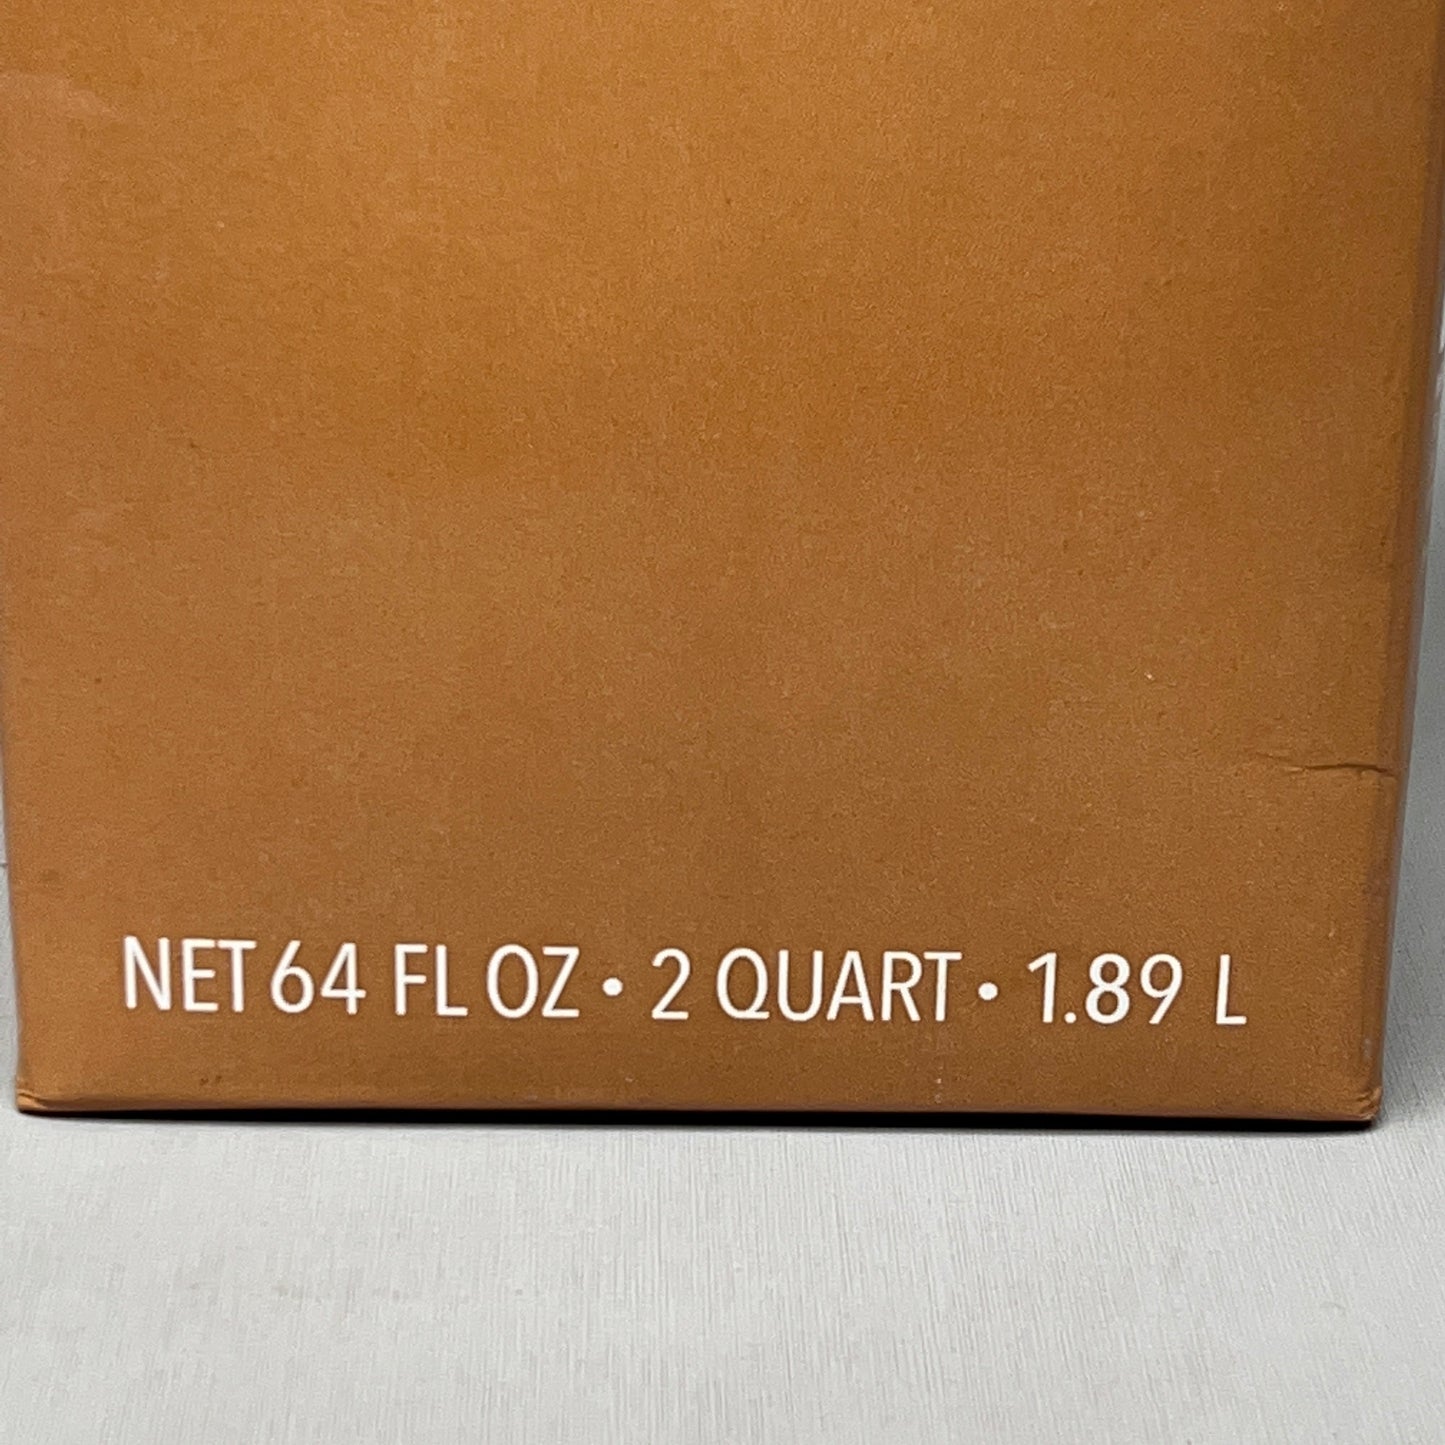 NET 64 FL OZ • 2 QUART • 1.89 L